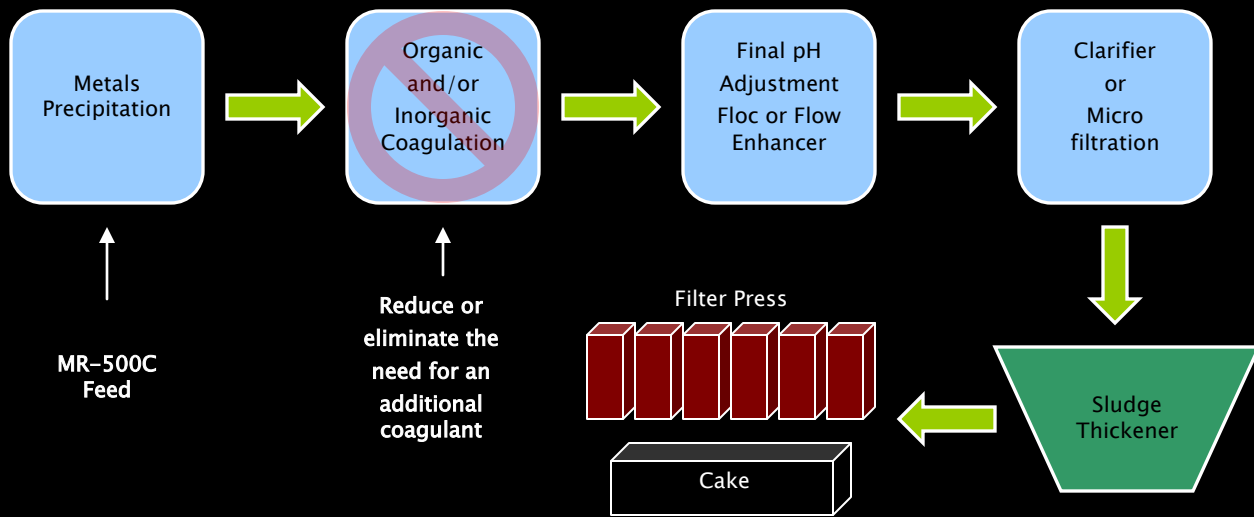 Metals
Precipitation
Organic
and/or
Inorganic
Coagulation
Final pH
Adjustment
Floc or Flow
Enhancer
Clarifier
or
Micro
filtration
MR-500C
Feed
Reduce or
eliminate the
need for an
additional
coagulant
Filter Press
Sludge
Thickener
Cake